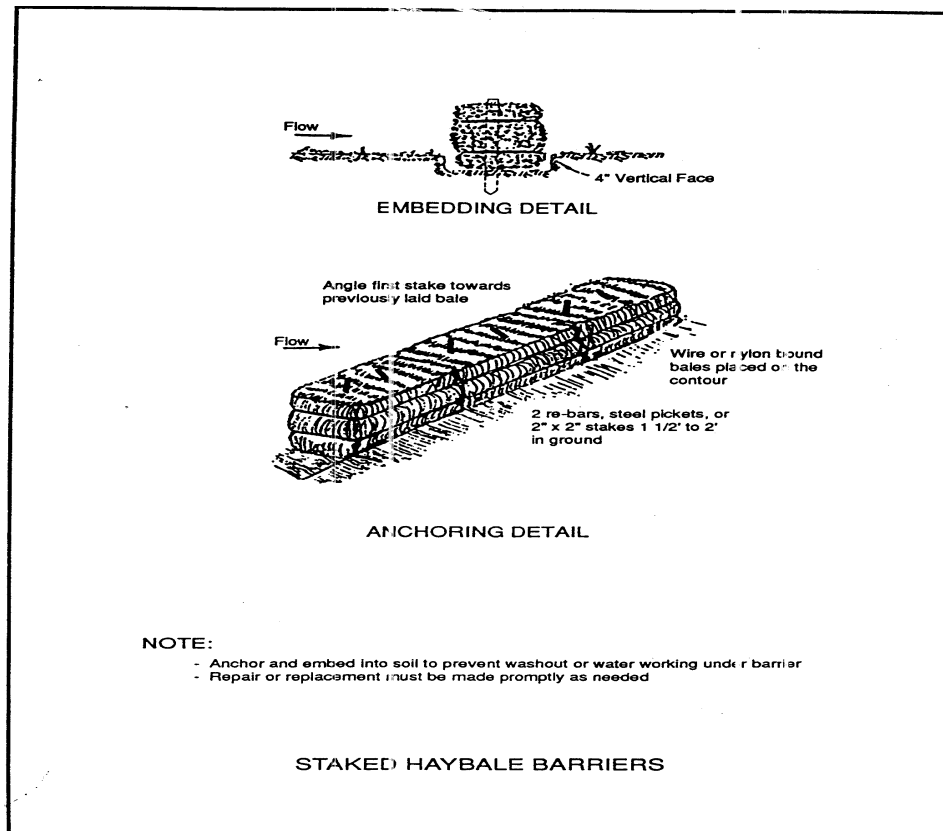 Flow
4" Vertical Face
EMBEDDING DETAIL
Angle first stake towards
previously laid bale
Flow
Wire or nylon bound
bales placed on the
contour
2 re-bars, steel pickets, or
2" x 2" stakes 1 1/2' to 2'
in ground
ANCHORING DETAIL
NOTE:
- Anchor and embed into soil to prevent washout or water working under barrier
- Repair or replacement must be made promptly as needed
STAKED HAYBALE BARRIERS